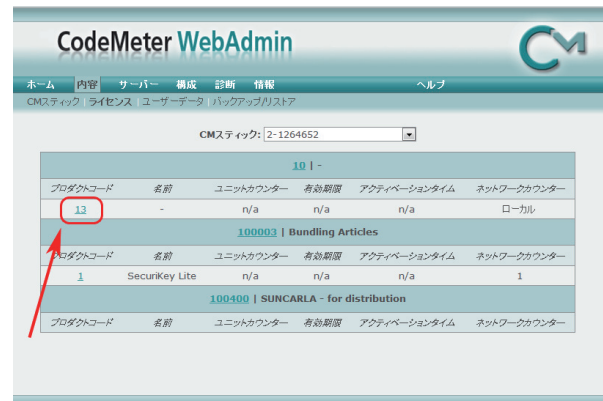 CodeMeter WebAdmin
CM
ホーム 内容 サーバー 構成 診断 情報 ヘルプ
CMスティック | ライセンス | ユーザーデータ | バックアップ/リストア
CMスティック: 2-1264652
10 | -
プロダクトコード 名前 ユニットカウンター 有効期限 アクティベーションタイム ネットワークカウンター
13 - n/a n/a n/a ローカル
100003 | Bundling Articles
プロダクトコード 名前 ユニットカウンター 有効期限 アクティベーションタイム ネットワークカウンター
1 SecuriKey Lite n/a n/a n/a 1
100400 | SUNCARLA - for distribution
プロダクトコード 名前 ユニットカウンター 有効期限 アクティベーションタイム ネットワークカウンター